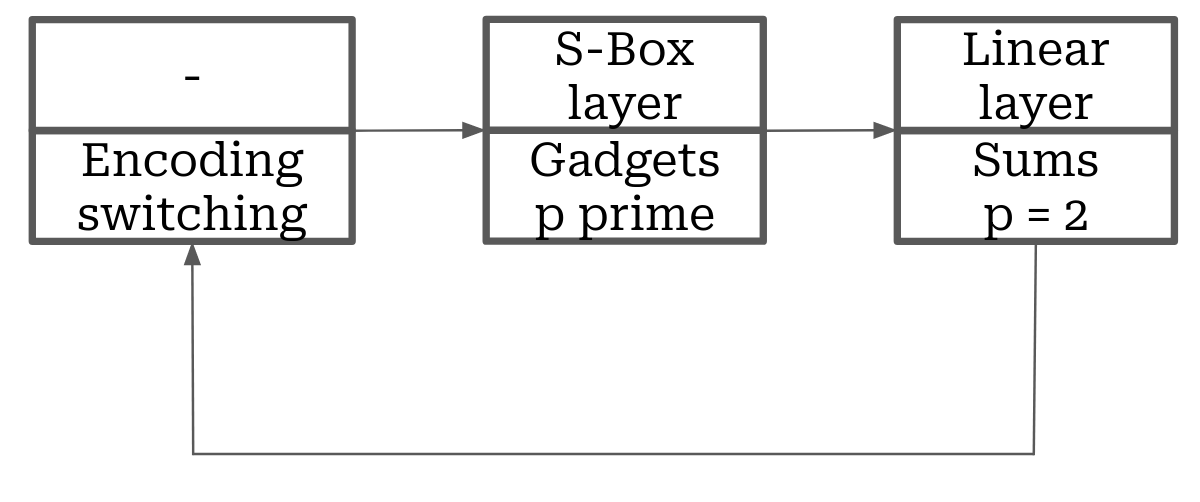 -
Encoding
switching
S-Box
layer
Gadgets
p prime
Linear
layer
Sums
p = 2